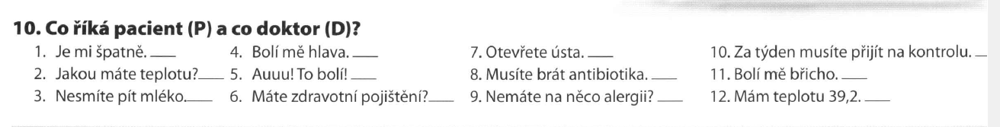 10. Co říká pacient (P) a co doktor (D)?
1. Je mi špatně. ___
2. Jakou máte teplotu?___
3. Nesmíte pít mléko.___
4. Bolí mě hlava. ___
5. Auuu! To bolí! ___
6. Máte zdravotní pojištění?___
7. Otevřete ústa. ___
8. Musíte brát antibiotika. ___
9. Nemáte na něco alergii? ___
10. Za týden musíte přijít na kontrolu. _
11. Bolí mě břicho. ___
12. Mám teplotu 39,2. ___